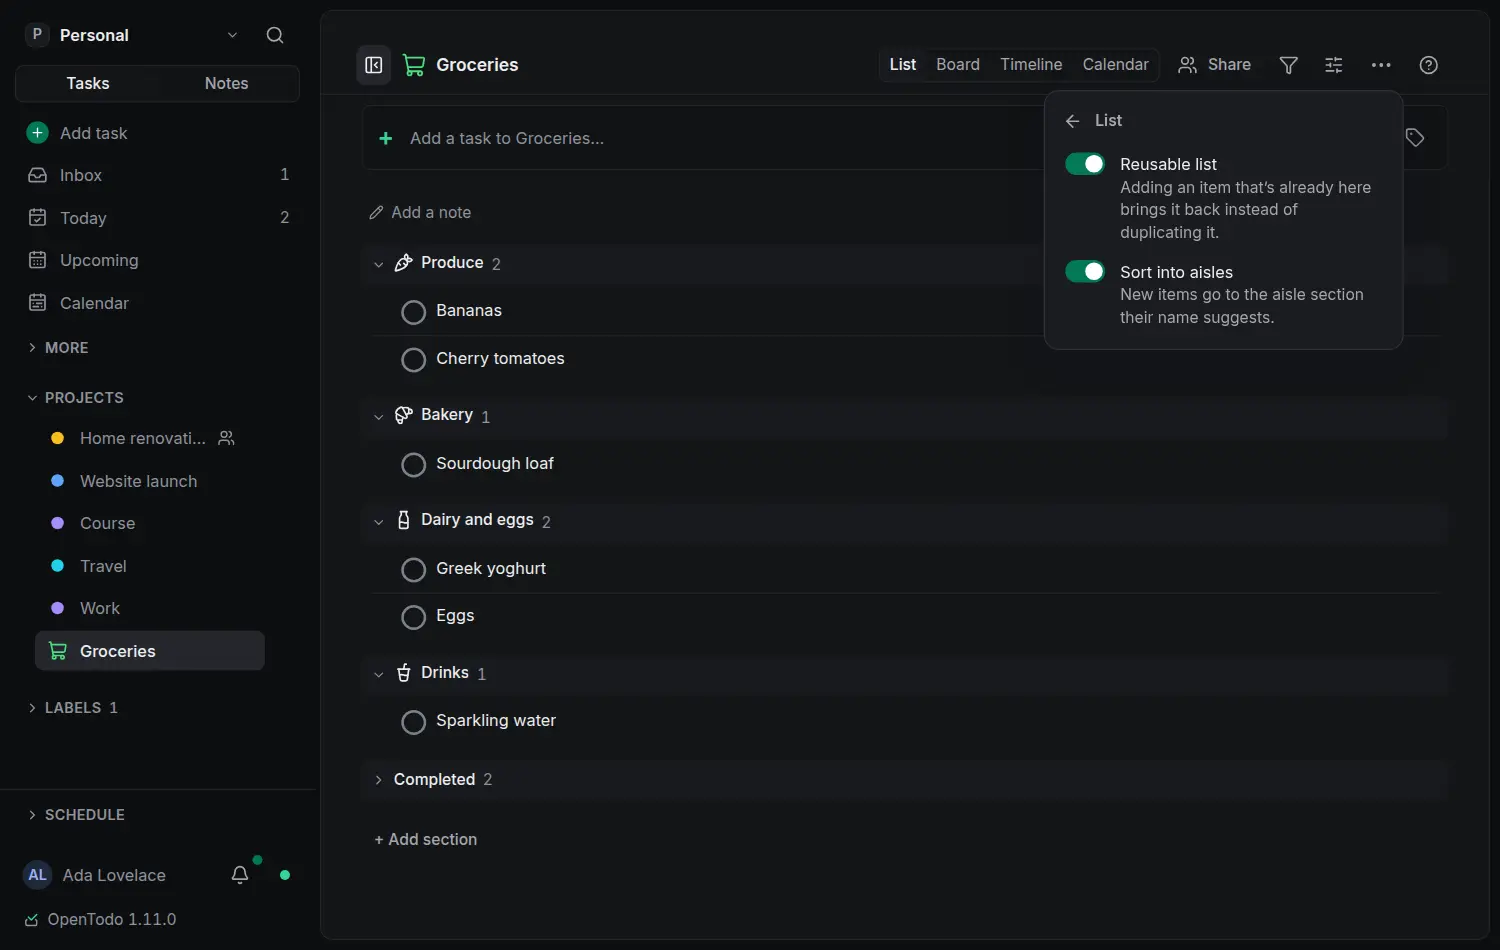 P Personal
Tasks Notes
Add task
Inbox 1
Today 2
Upcoming
Calendar
MORE
PROJECTS
Home renovati...
Website launch
Course
Travel
Work
Groceries
LABELS 1
SCHEDULE
AL Ada Lovelace
OpenTodo 1.11.0
Groceries
List Board Timeline Calendar Share
Add a task to Groceries...
Add a note
Produce 2
Bananas
Cherry tomatoes
Bakery 1
Sourdough loaf
Dairy and eggs 2
Greek yoghurt
Eggs
Drinks 1
Sparkling water
Completed 2
+ Add section
List
Reusable list
Adding an item that’s already here
brings it back instead of
duplicating it.
Sort into aisles
New items go to the aisle section
their name suggests.